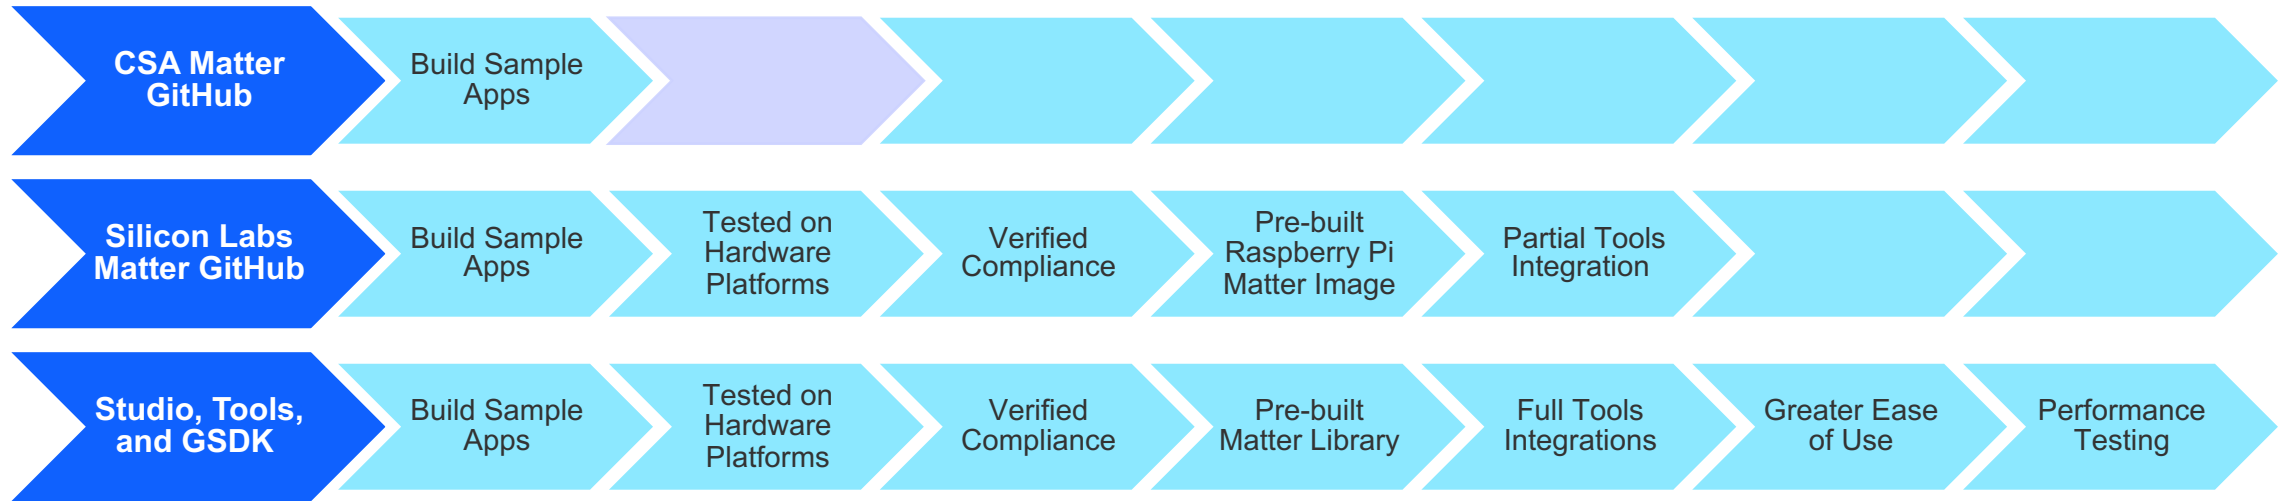 CSA Matter
GitHub
Build Sample
Apps
Silicon Labs
Matter GitHub
Build Sample
Apps
Tested on
Hardware
Platforms
Verified
Compliance
Pre-built
Raspberry Pi
Matter Image
Partial Tools
Integration
Studio, Tools,
and GSDK
Build Sample
Apps
Tested on
Hardware
Platforms
Verified
Compliance
Pre-built
Matter Library
Full Tools
Integrations
Greater Ease
of Use
Performance
Testing